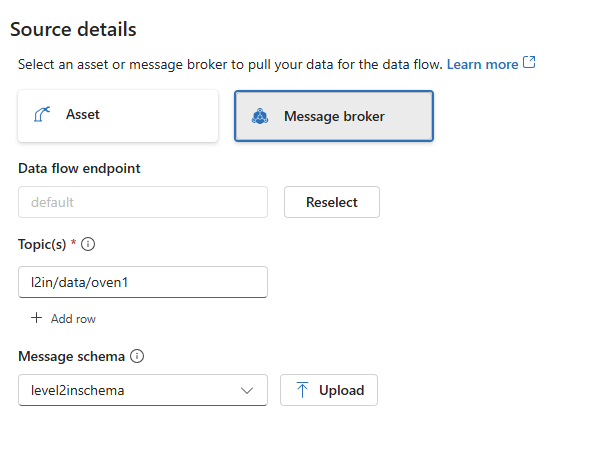 Source details
Select an asset or message broker to pull your data for the data flow. Learn more
Asset
Message broker
Data flow endpoint
default
Reselect
Topic(s) *
l2in/data/oven1
Add row
Message schema
level2inschema
Upload